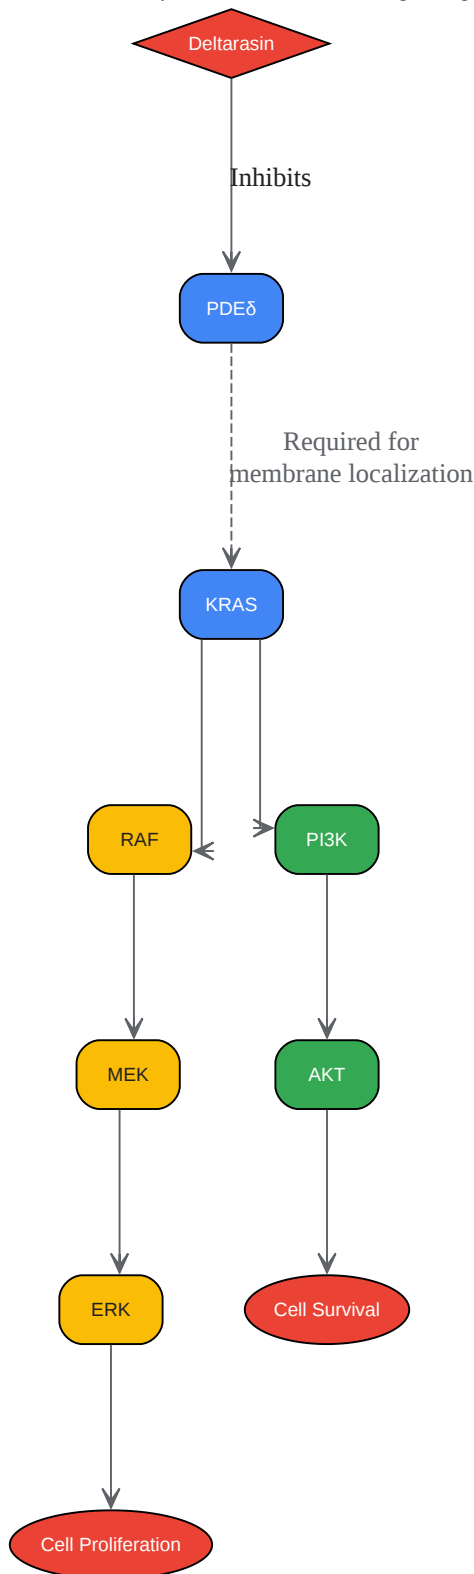 Deltarasin
Inhibits
PDEδ
Required for
membrane localization
KRAS
RAF
PI3K
MEK
AKT
ERK
Cell Survival
Cell Proliferation